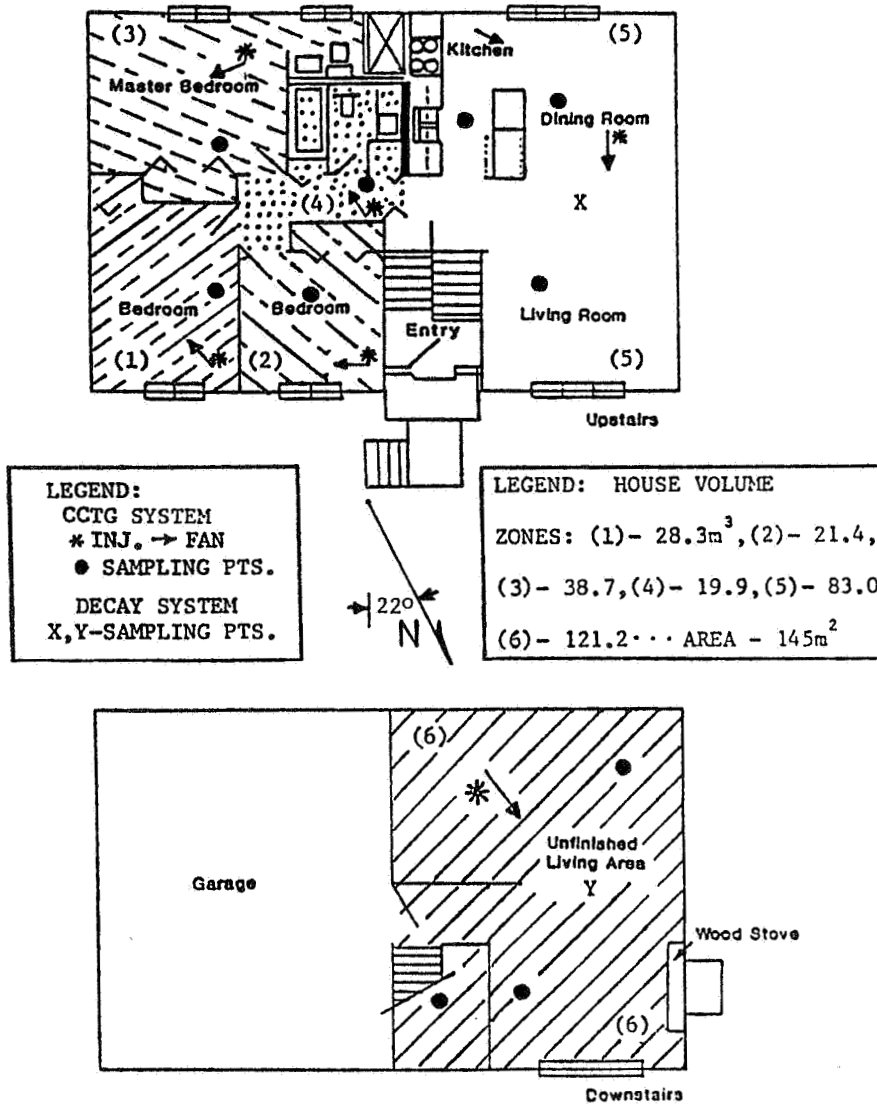 (3)
(5)
Kitchen
Master Bedroom
Dining Room
X
(4)
Bedroom
Bedroom
Living Room
Entry
(1)
(2)
(5)
Upstairs
LEGEND:
CCTG SYSTEM
* INJ. → FAN
● SAMPLING PTS.
DECAY SYSTEM
X,Y-SAMPLING PTS.
22°
N
LEGEND: HOUSE VOLUME
ZONES: (1)- 28.3m³,(2)- 21.4,
(3)- 38.7,(4)- 19.9,(5)- 83.0
(6)- 121.2··· AREA - 145m²
(6)
Unfinished
Living Area
Garage
Y
Wood Stove
(6)
Downstairs